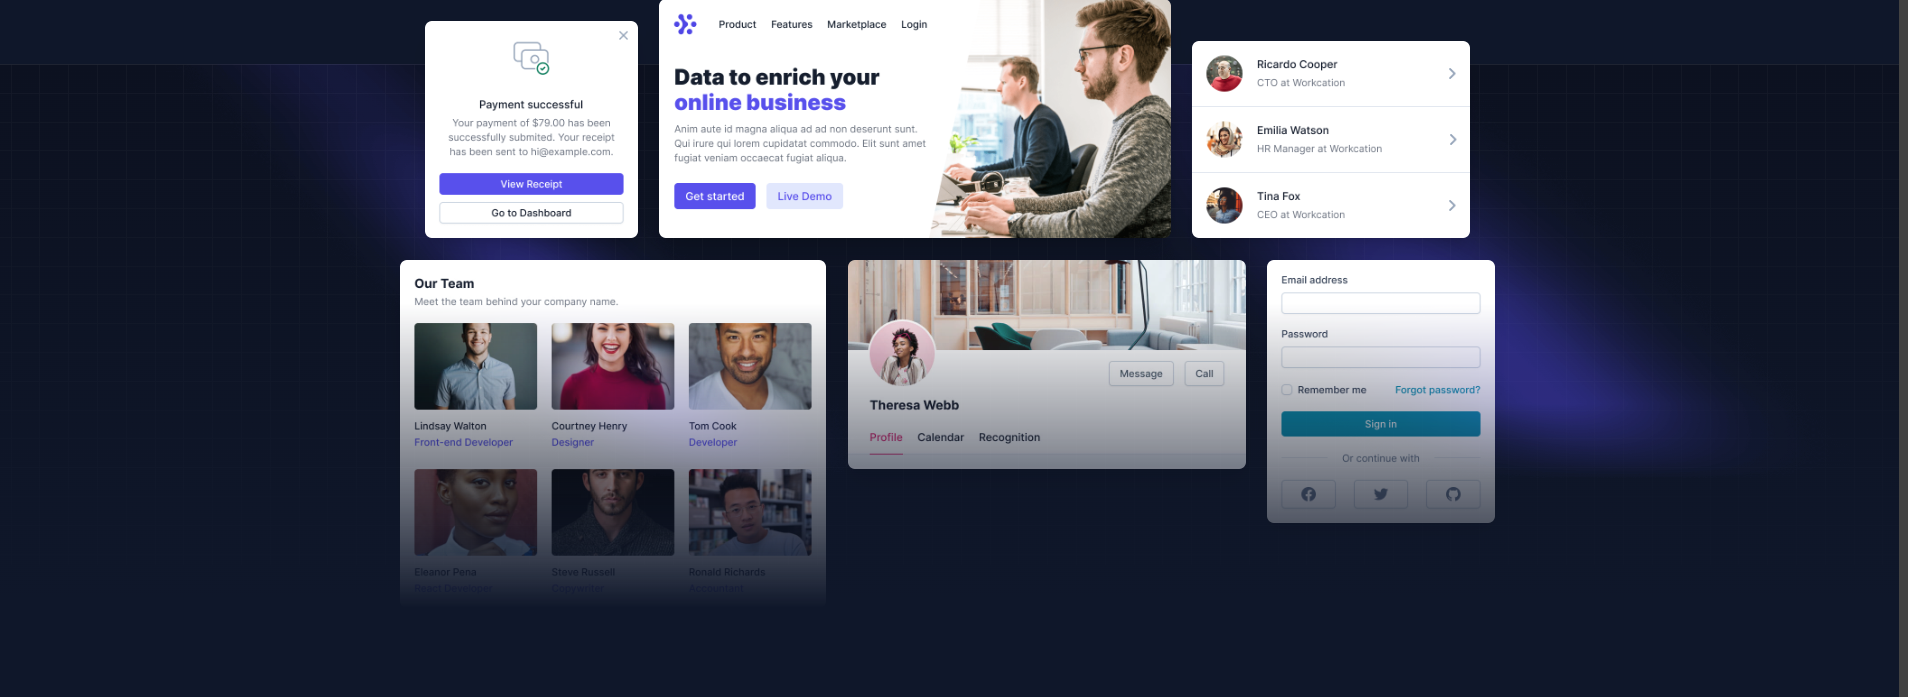 Payment successful
Your payment of $79.00 has been
successfully submited. Your receipt
has been sent to hi@example.com.
View Receipt
Go to Dashboard
Product Features Marketplace Login
Data to enrich your
online business
Anim aute id magna aliqua ad ad non deserunt sunt.
Qui irure qui lorem cupidatat commodo. Elit sunt amet
fugiat veniam occaecat fugiat aliqua.
Get started Live Demo
Ricardo Cooper
CTO at Workcation
Emilia Watson
HR Manager at Workcation
Tina Fox
CEO at Workcation
Our Team
Meet the team behind your company name.
Lindsay Walton
Front-end Developer
Courtney Henry
Designer
Tom Cook
Developer
Eleanor Pena
React Developer
Steve Russell
Copywriter
Ronald Richards
Accountant
Message Call
Theresa Webb
Profile Calendar Recognition
Email address
Password
Remember me Forgot password?
Sign in
Or continue with